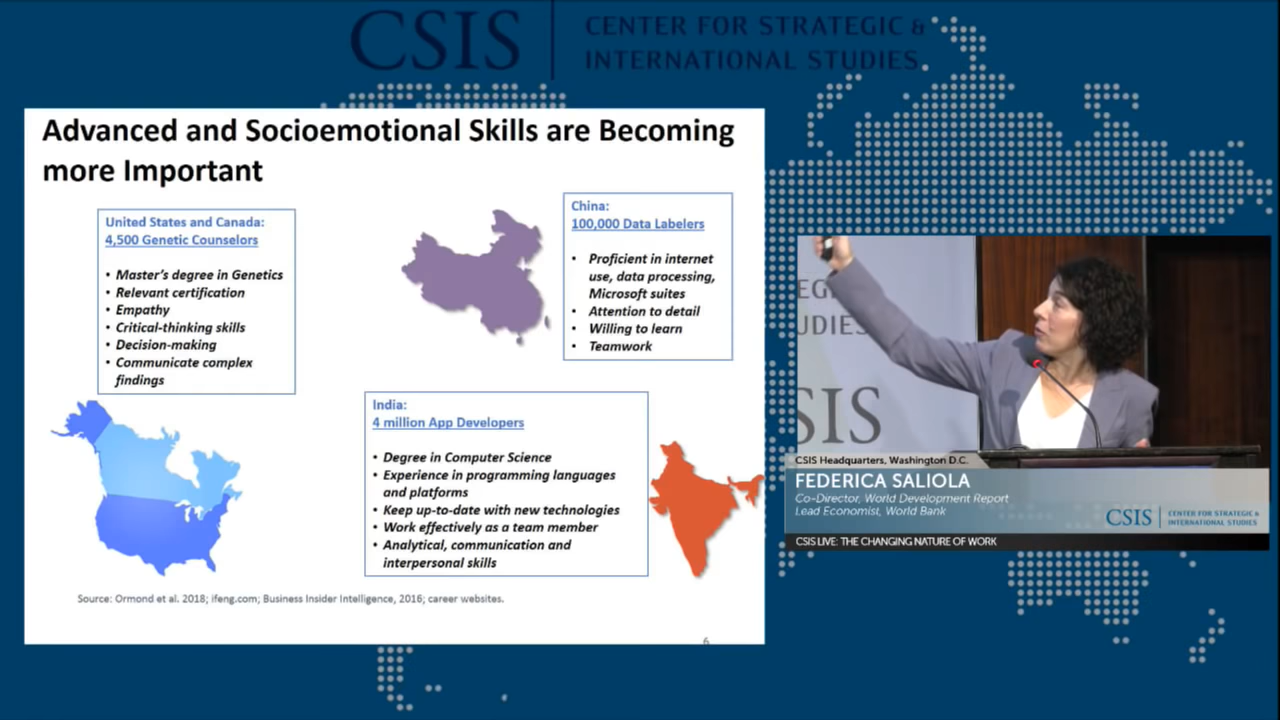 CSIS
CENTER FOR STRATEGIC &
INTERNATIONAL STUDIES
Advanced and Socioemotional Skills are Becoming
more Important
United States and Canada:
4,500 Genetic Counselors
• Master's degree in Genetics
• Relevant certification
• Empathy
• Critical-thinking skills
• Decision-making
• Communicate complex
findings
China:
100,000 Data Labelers
• Proficient in internet
use, data processing,
Microsoft suites
• Attention to detail
• Willing to learn
• Teamwork
India:
4 million App Developers
• Degree in Computer Science
• Experience in programming languages
and platforms
• Keep up-to-date with new technologies
• Work effectively as a team member
• Analytical, communication and
interpersonal skills
Source: Ormond et al. 2018; ifeng.com; Business Insider Intelligence, 2016; career websites.
6
EG
UDIES
SIS
CSIS Headquarters, Washington D.C.
FEDERICA SALIOLA
Co-Director, World Development Report
Lead Economist, World Bank
CSIS
CENTER FOR STRATEGIC &
INTERNATIONAL STUDIES
CSIS LIVE: THE CHANGING NATURE OF WORK